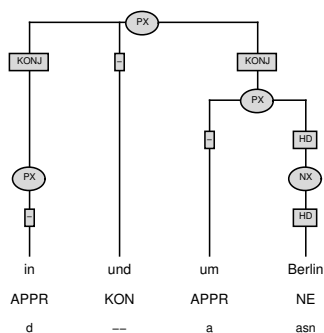 PX
KONJ – KONJ
PX
– HD
PX NX
– HD
in und um Berlin
APPR KON APPR NE
d –– a asn